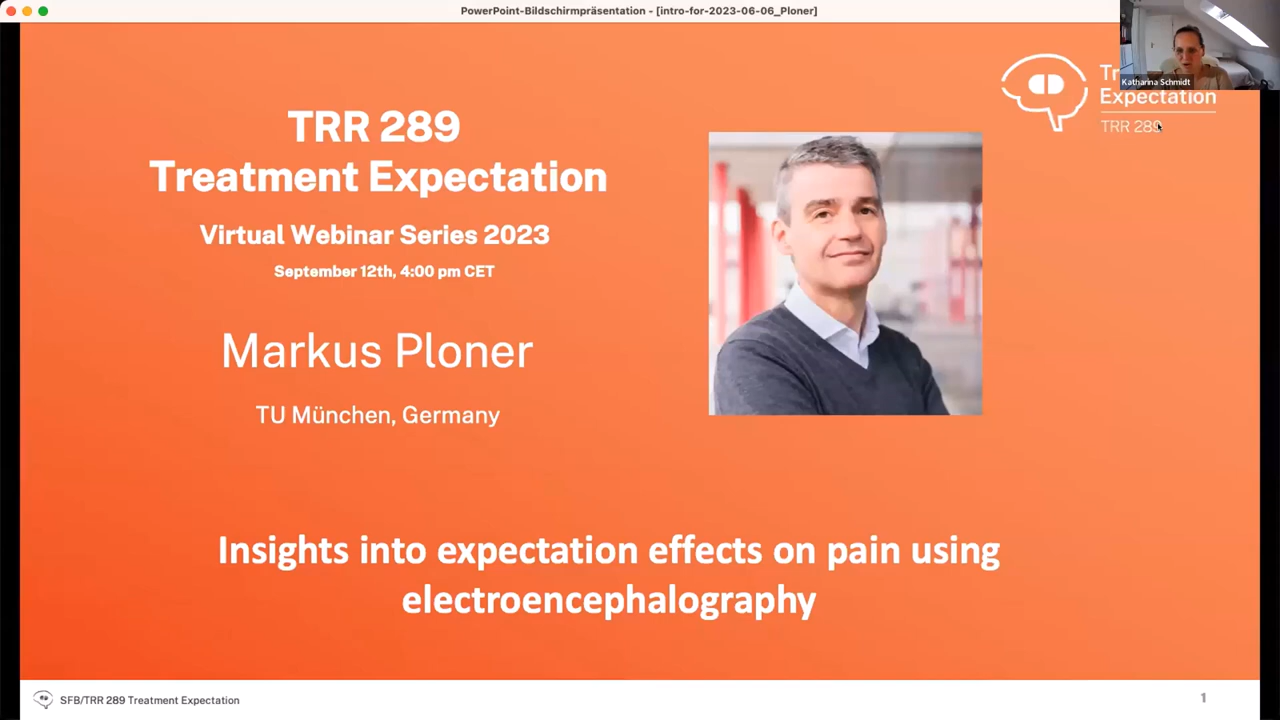 PowerPoint-Bildschirmpräsentation - [intro-for-2023-06-06_Ploner]
Katharina Schmidt
Expectation
TRR 289
TRR 289
Treatment Expectation
Virtual Webinar Series 2023
September 12th, 4:00 pm CET
Markus Ploner
TU München, Germany
Insights into expectation effects on pain using
electroencephalography
SFB/TRR 289 Treatment Expectation
1